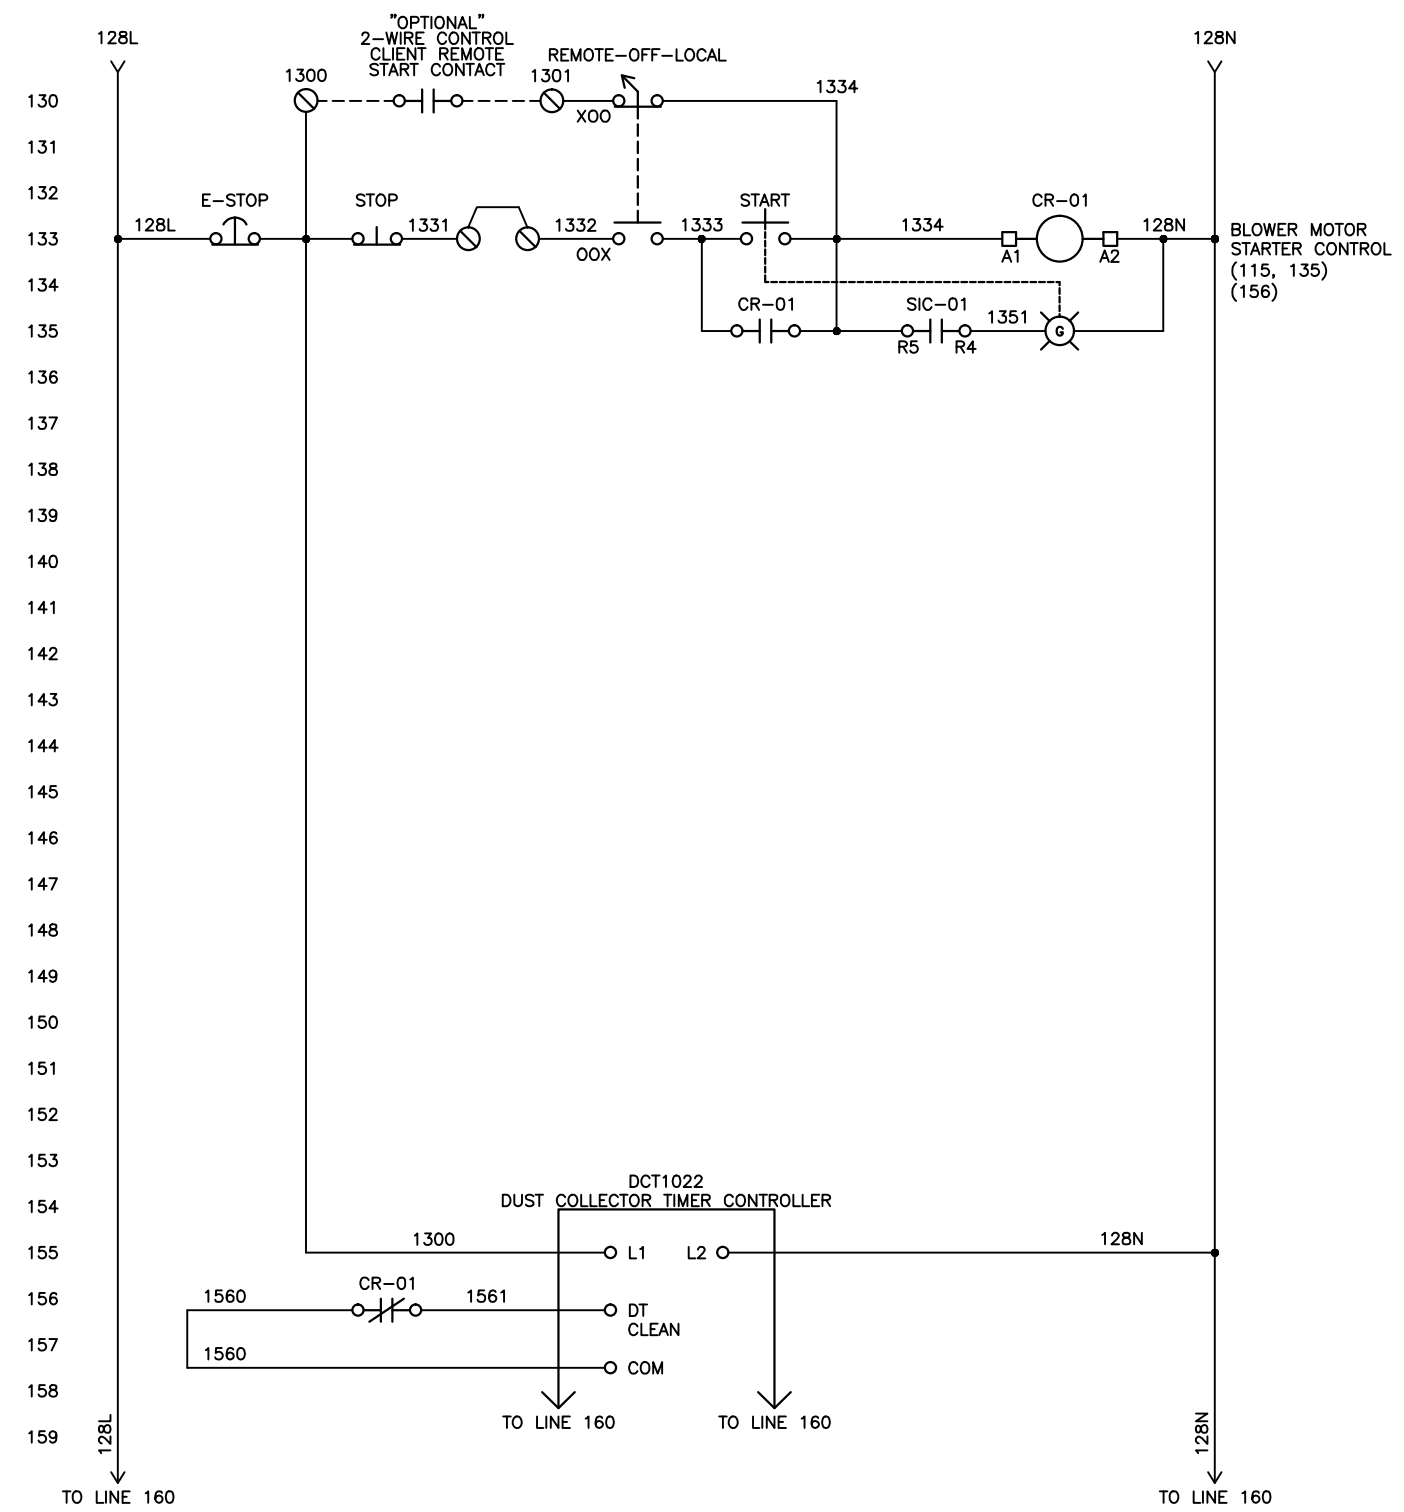 "OPTIONAL"
2-WIRE CONTROL
CLIENT REMOTE
START CONTACT
128L
128N
REMOTE-OFF-LOCAL
1300
1301
1334
130
XOO
131
132
E-STOP
STOP
START
CR-01
133
128L
1331
1332
1333
1334
128N
OOX
A1
A2
BLOWER MOTOR
STARTER CONTROL
(115, 135)
(156)
134
CR-01
SIC-01
135
1351
G
R5
R4
136
137
138
139
140
141
142
143
144
145
146
147
148
149
150
151
152
153
154
DCT1022
DUST COLLECTOR TIMER CONTROLLER
155
1300
L1
L2
128N
156
CR-01
1560
1561
DT
CLEAN
157
1560
COM
158
TO LINE 160
TO LINE 160
159
128L
128N
TO LINE 160
TO LINE 160